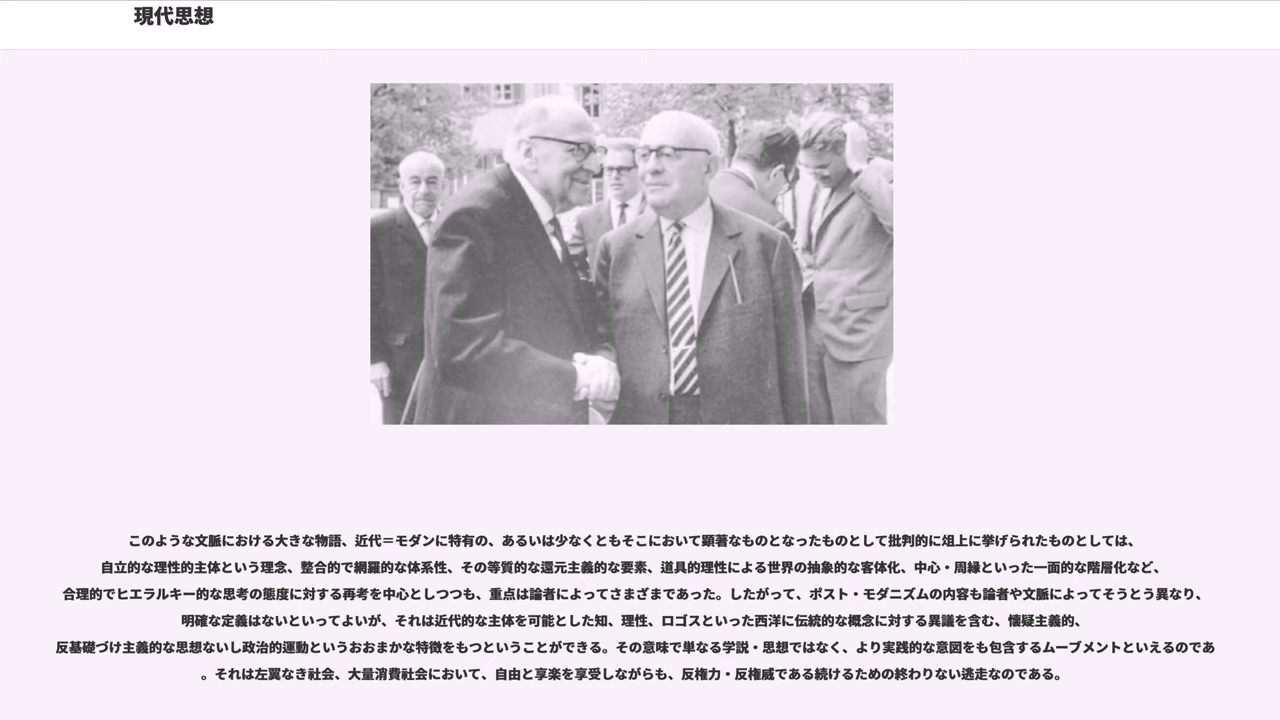 現代思想
このような文脈における大きな物語、近代＝モダンに特有の、あるいは少なくともそこにおいて顕著なものとなったものとして批判的に俎上に挙げられたものとしては、
自立的な理性的主体という理念、整合的で網羅的な体系性、その等質的な還元主義的な要素、道具的理性による世界の抽象的な客体化、中心・周縁といった一面的な階層化など、
合理的でヒエラルキー的な思考の態度に対する再考を中心としつつも、重点は論者によってさまざまであった。したがって、ポスト・モダニズムの内容も論者や文脈によってそうとう異なり、
明確な定義はないといってよいが、それは近代的な主体を可能とした知、理性、ロゴスといった西洋に伝統的な概念に対する異議を含む、懐疑主義的、
反基礎づけ主義的な思想ないし政治的運動というおおまかな特徴をもつということができる。その意味で単なる学説・思想ではなく、より実践的な意図をも包含するムーブメントといえるのであ
。それは左翼なき社会、大量消費社会において、自由と享楽を享受しながらも、反権力・反権威である続けるための終わりない逃走なのである。